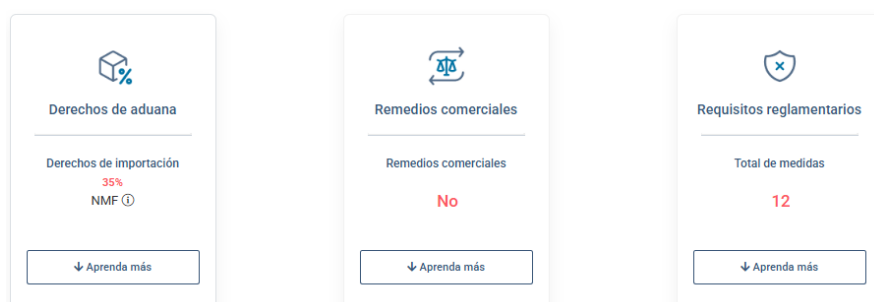 Derechos de aduana
Derechos de importación
35%
NMF ⓘ
↓ Aprenda más
Remedios comerciales
Remedios comerciales
No
↓ Aprenda más
Requisitos reglamentarios
Total de medidas
12
↓ Aprenda más